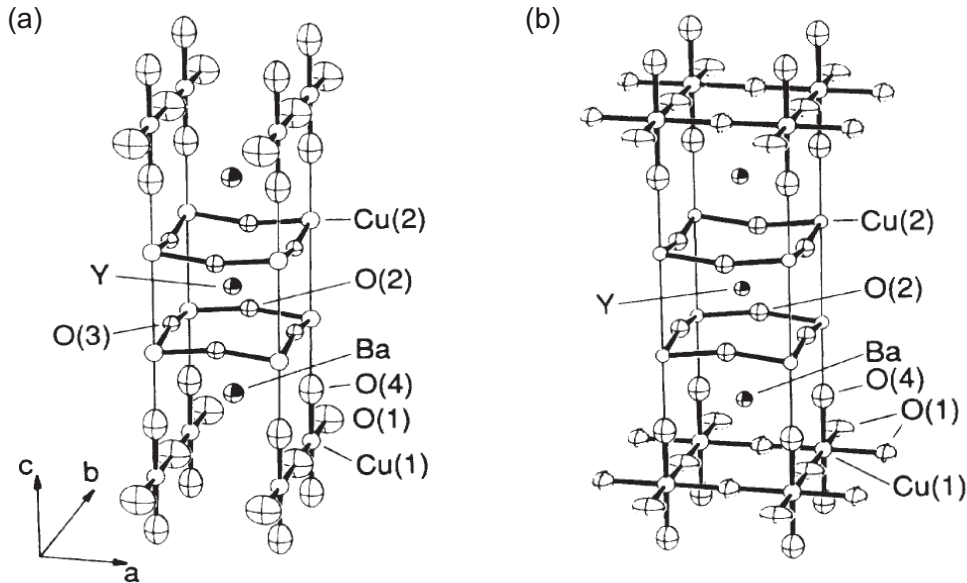 (a)
Cu(2)
Y
O(2)
O(3)
Ba
O(4)
O(1)
Cu(1)
c
b
a
(b)
Cu(2)
Y
O(2)
Ba
O(4)
O(1)
Cu(1)